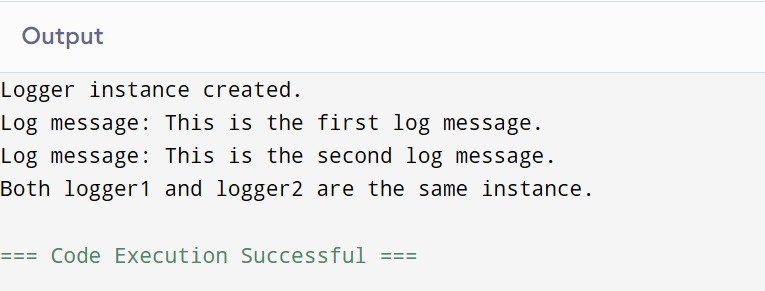 Output
Logger instance created.
Log message: This is the first log message.
Log message: This is the second log message.
Both logger1 and logger2 are the same instance.
=== Code Execution Successful ===